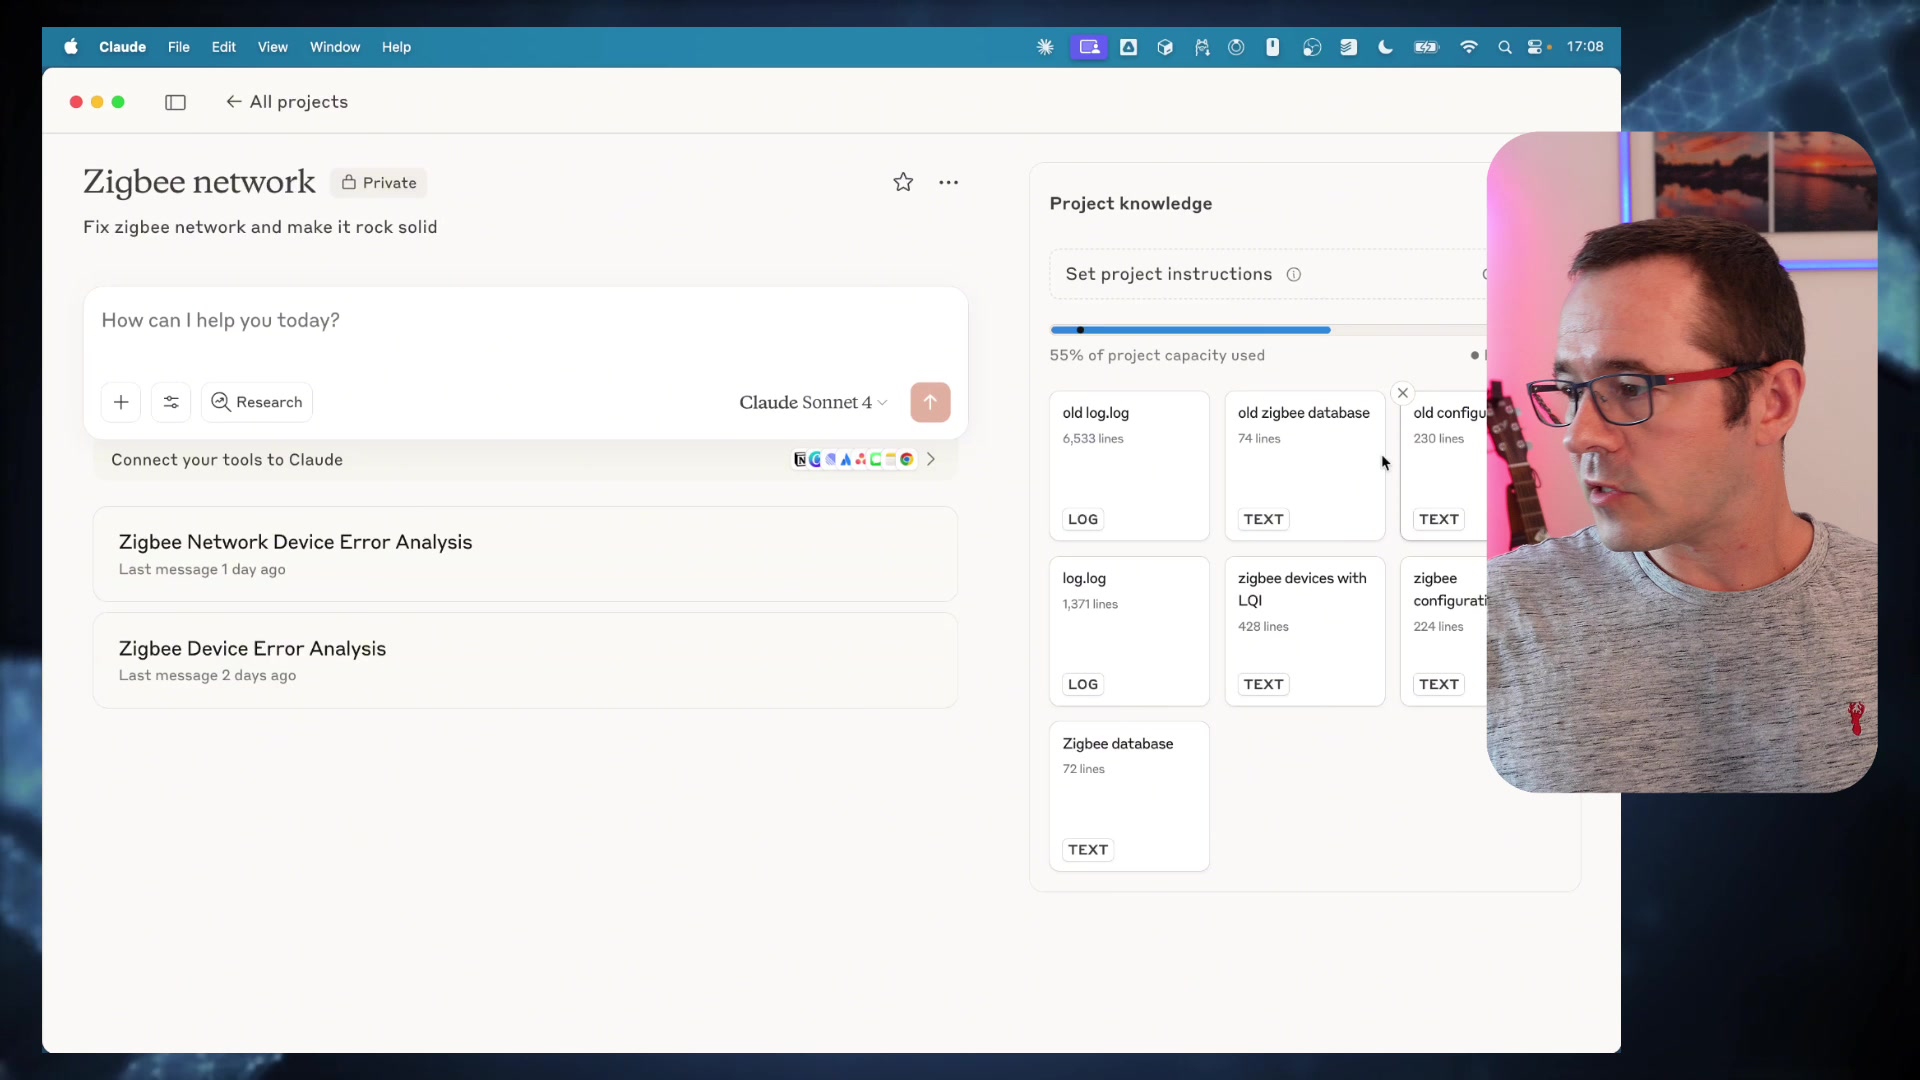 Claude File Edit View Window Help 17:08
All projects
Zigbee network
Private
Fix zigbee network and make it rock solid
How can I help you today?
Research
Claude Sonnet 4
Connect your tools to Claude
Zigbee Network Device Error Analysis
Last message 1 day ago
Zigbee Device Error Analysis
Last message 2 days ago
Project knowledge
Set project instructions
55% of project capacity used
old log.log
6,533 lines
LOG
old zigbee database
74 lines
TEXT
old configu
230 lines
TEXT
log.log
1,371 lines
LOG
zigbee devices with
LQI
428 lines
TEXT
zigbee
configurati
224 lines
TEXT
Zigbee database
72 lines
TEXT